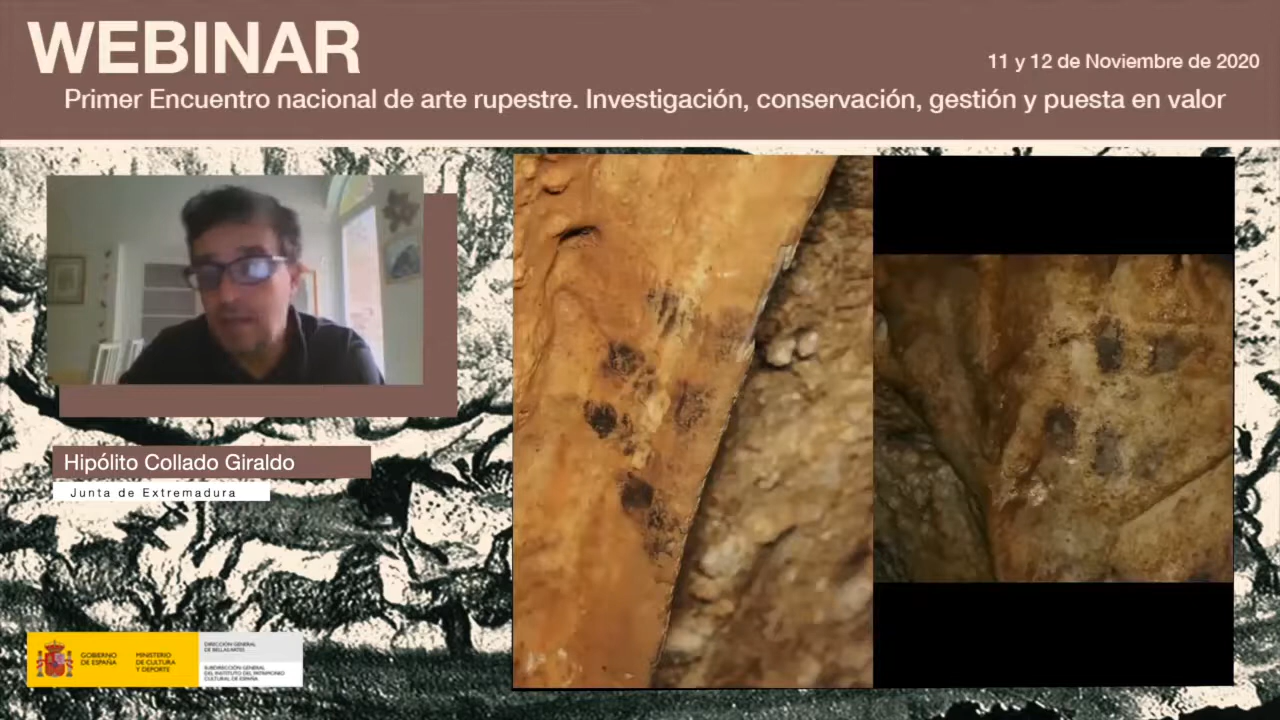 WEBINAR
11 y 12 de Noviembre de 2020
Primer Encuentro nacional de arte rupestre. Investigación, conservación, gestión y puesta en valor
Hipólito Collado Giraldo
Junta de Extremadura
GOBIERNO
DE ESPAÑA
MINISTERIO
DE CULTURA
Y DEPORTE
DIRECCIÓN GENERAL
DE BELLAS ARTES
SUBDIRECCIÓN GENERAL
DEL INSTITUTO DEL PATRIMONIO
CULTURAL DE ESPAÑA